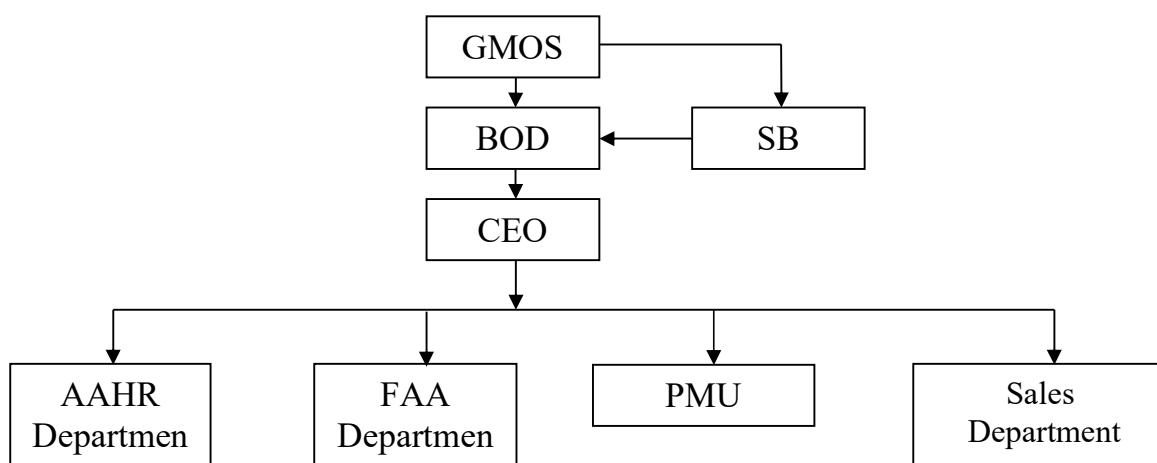 GMOS
BOD
SB
CEO
AAHR
Departmen
FAA
Departmen
PMU
Sales
Department